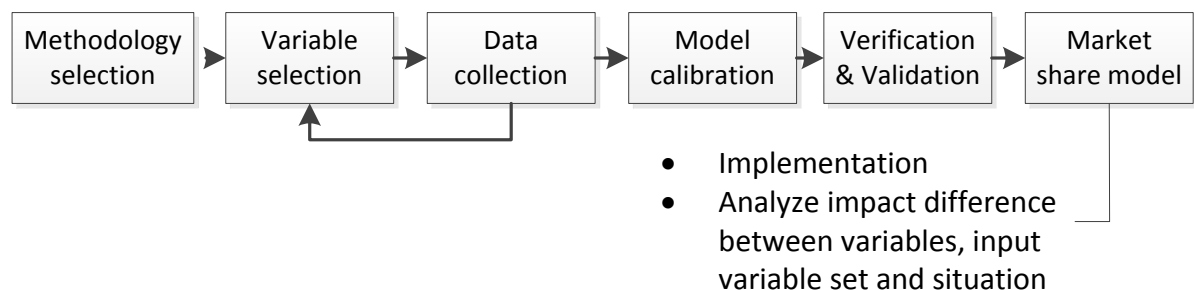 Methodology
selection
Variable
selection
Data
collection
Model
calibration
Verification
& Validation
Market
share model
• Implementation
• Analyze impact difference
between variables, input
variable set and situation